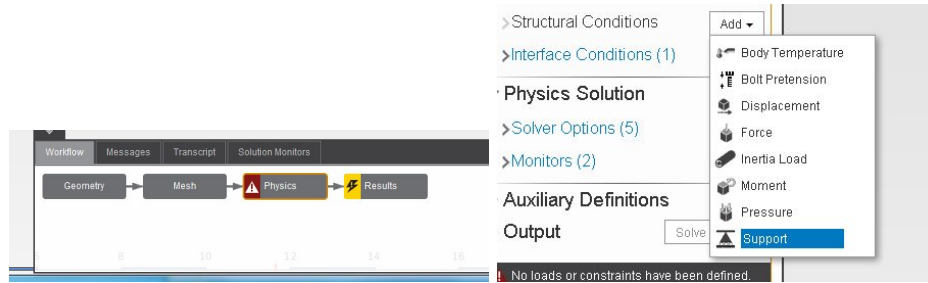 Workflow Messages Transcript Solution Monitors
Geometry Mesh Physics Results
8 10 12 14 16
Structural Conditions Add
Interface Conditions (1)
Physics Solution
Solver Options (5)
Monitors (2)
Auxiliary Definitions
Output Solve
No loads or constraints have been defined.
Body Temperature
Bolt Pretension
Displacement
Force
Inertia Load
Moment
Pressure
Support